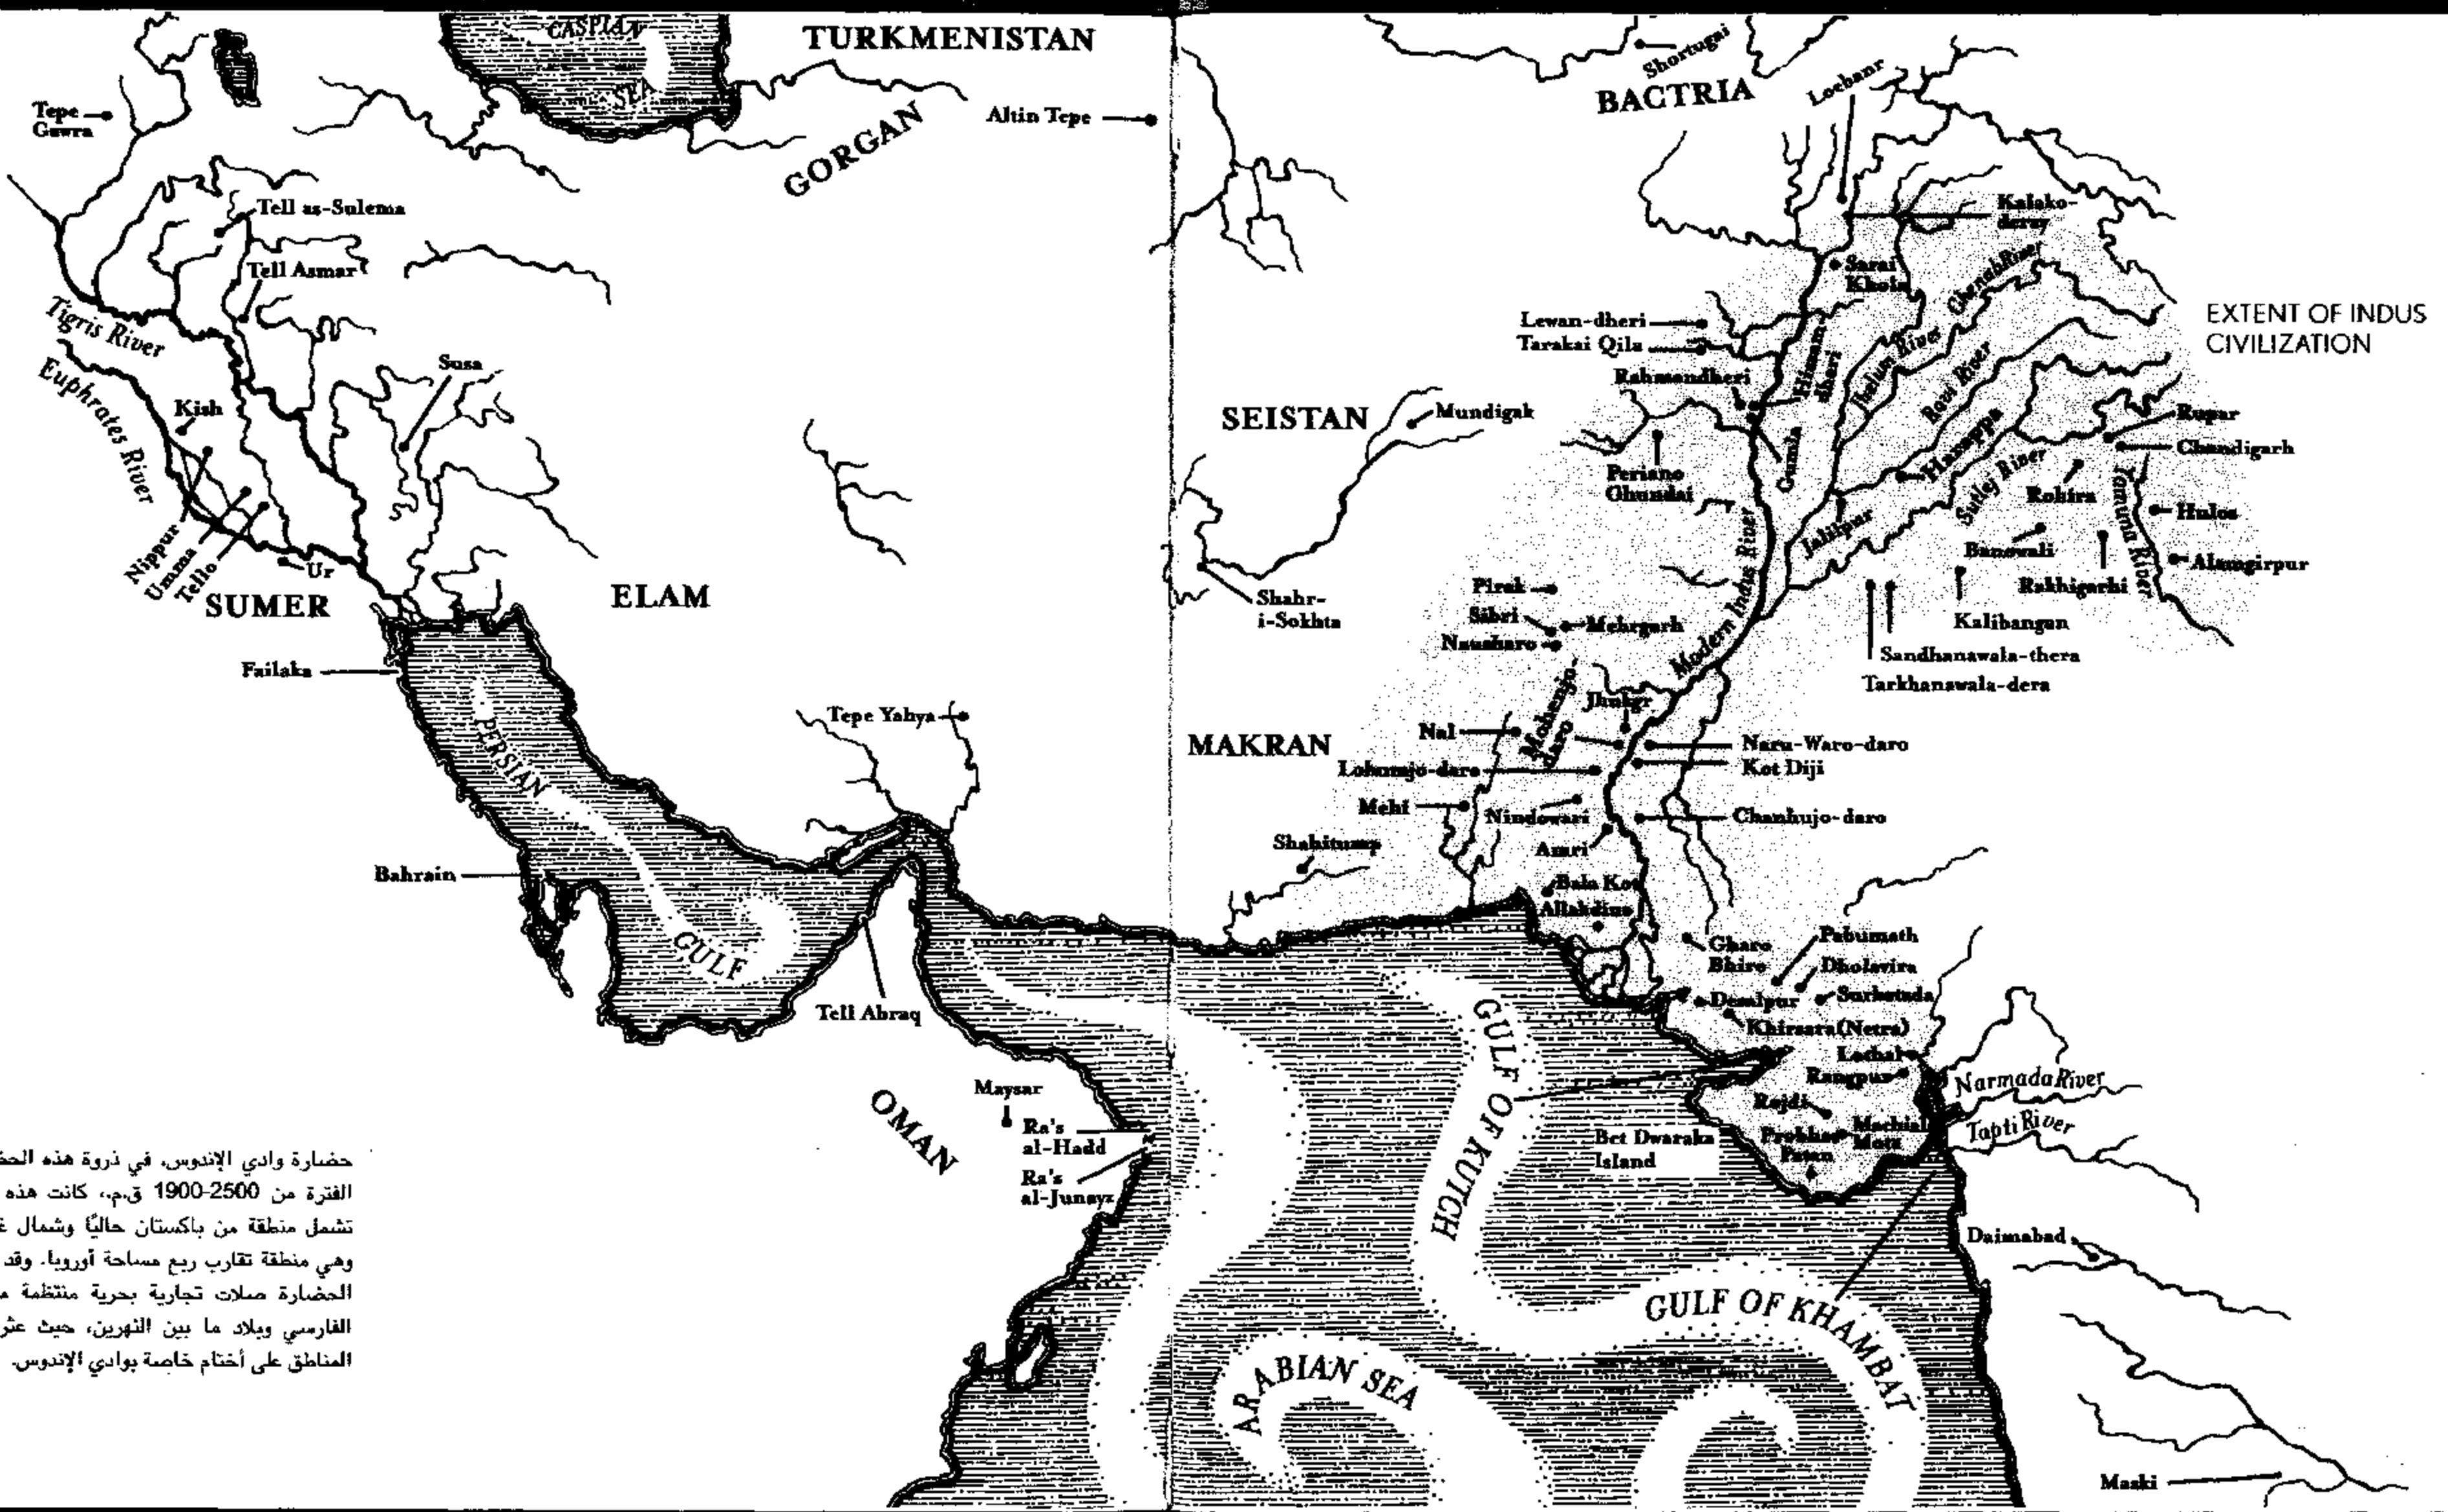 CASPIAN
SEA
TURKMENISTAN
GORGAN
Altin Tepe
Shortugai
BACTRIA
Loebanr
Tepe
Gawra
Tell as-Sulema
Tell Asmar
Tigris River
Euphrates River
Kish
Susa
Nippur
Umma
Tello
Ur
SUMER
ELAM
Failaka
PERSIAN
GULF
Bahrain
Tepe Yahya
Tell Abraq
OMAN
Maysar
Ra's
al-Hadd
Ra's
al-Junayz
SEISTAN
Mundigak
Shahr-
i-Sokhta
MAKRAN
Kalako-
deray
Sarai
Khola
Chenab River
Jhelum River
Ravi River
Harappa
Sutlej River
EXTENT OF INDUS
CIVILIZATION
Lewan-dheri
Tarakai Qila
Rahmandheri
Hisam-
dheri
Gumla
Periano
Ghundai
Jalilpur
Modern Indus River
Rupar
Chandigarh
Rohira
Yamuna River
Hulas
Banawali
Alamgirpur
Rakhigarhi
Kalibangan
Sandhanawala-thera
Tarkhanawala-dera
Pirak
Sibri
Mehrgarh
Nausharo
Mohenjo-
daro
Jhukar
Nal
Naru-Waro-daro
Kot Diji
Lohumjo-daro
Mehi
Nindowari
Chanhujo-daro
Amri
Shahitump
Bala Kot
Allahdino
Gharo
Bhiro
Pabumath
Dholavira
Desalpur
Surkotada
Khirsara(Netra)
Lothal
Rangpur
Rojdi
Machiala
Mota
Prabhas
Patan
Bet Dwaraka
Island
Narmada River
Tapti River
Daimabad
Maski
GULF OF KUTCH
GULF OF KHAMBAT
ARABIAN SEA
حضارة وادي الإندوس، في ذروة هذه
الفترة من 2500-1900 ق.م.، كانت هذه
تشمل منطقة من باكستان حاليًا وشمال
وهي منطقة تقارب ربع مساحة أوروبا. وقد
الحضارة صلات تجارية بحرية منتظمة
الفارسي وبلاد ما بين النهرين، حيث عثر
المناطق على أختام خاصة بوادي الإندوس.